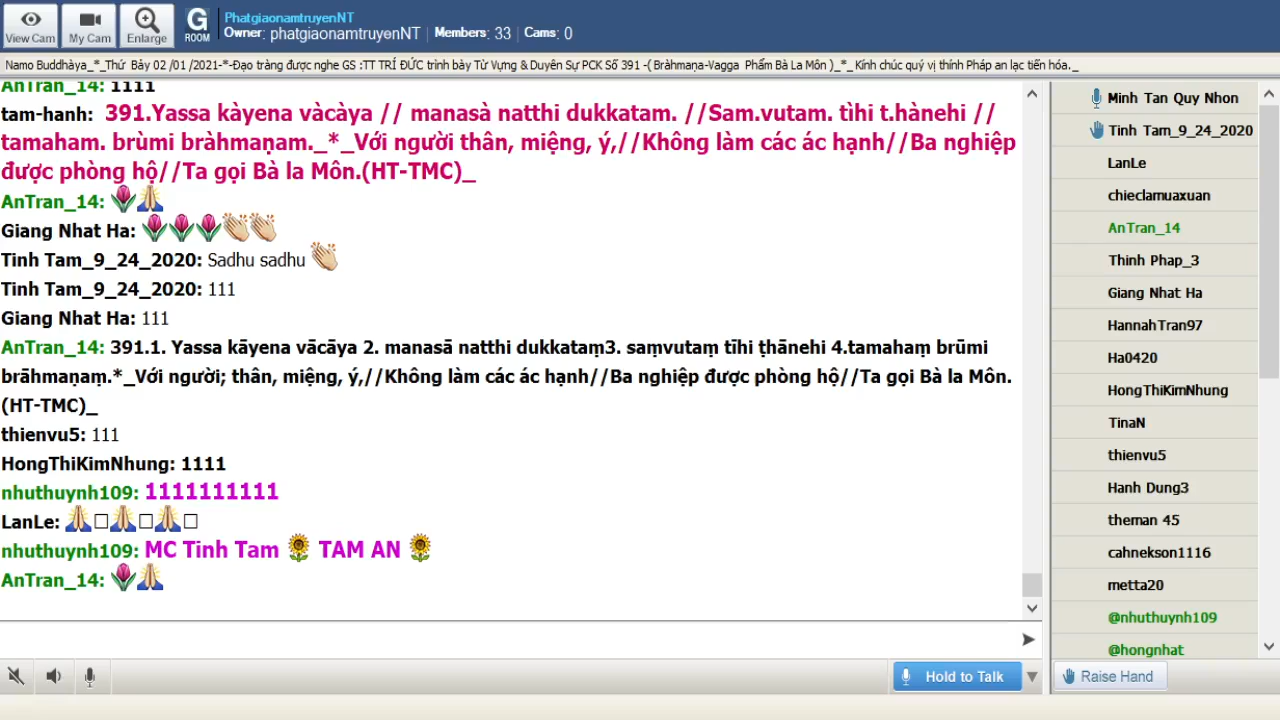 View Cam
My Cam
Enlarge
G
ROOM
PhatgiaonamtruyenNT
Owner: phatgiaonamtruyenNT | Members: 33 | Cams: 0
Namo Buddhàya_*_Thứ Bảy 02 /01 /2021-*-Đạo tràng được nghe GS :TT TRÍ ĐỨC trình bày Từ Vựng & Duyên Sự PCK Số 391 -( Bràhmaṇa-Vagga Phẩm Bà La Môn )_*_ Kính chúc quý vị thính Pháp an lạc tiến hóa._
AnTran_14: 1111
tam-hanh: 391.Yassa kàyena vàcàya // manasà natthi dukkatam. //Sam.vutam. tìhi t.hànehi //
tamaham. brùmi bràhmaṇam._*_Với người thân, miệng, ý,//Không làm các ác hạnh//Ba nghiệp
được phòng hộ//Ta gọi Bà la Môn.(HT-TMC)_
AnTran_14: 🌷🙏
Giang Nhat Ha: 🌷🌷🌷👏👏
Tinh Tam_9_24_2020: Sadhu sadhu 👏
Tinh Tam_9_24_2020: 111
Giang Nhat Ha: 111
AnTran_14: 391.1. Yassa kāyena vācāya 2. manasā natthi dukkataṃ3. saṃvutaṃ tīhi ṭhānehi 4.tamahaṃ brūmi
brāhmaṇaṃ.*_Với người; thân, miệng, ý,//Không làm các ác hạnh//Ba nghiệp được phòng hộ//Ta gọi Bà la Môn.
(HT-TMC)_
thienvu5: 111
HongThiKimNhung: 1111
nhuthuynh109: 1111111111
LanLe: 🙏□🙏□🙏□
nhuthuynh109: MC Tinh Tam 🌻 TAM AN 🌻
AnTran_14: 🌷🙏
Hold to Talk
Minh Tan Quy Nhon
Tinh Tam_9_24_2020
LanLe
chieclamuaxuan
AnTran_14
Thinh Phap_3
Giang Nhat Ha
HannahTran97
Ha0420
HongThiKimNhung
TinaN
thienvu5
Hanh Dung3
theman 45
cahnekson1116
metta20
@nhuthuynh109
@hongnhat
Raise Hand